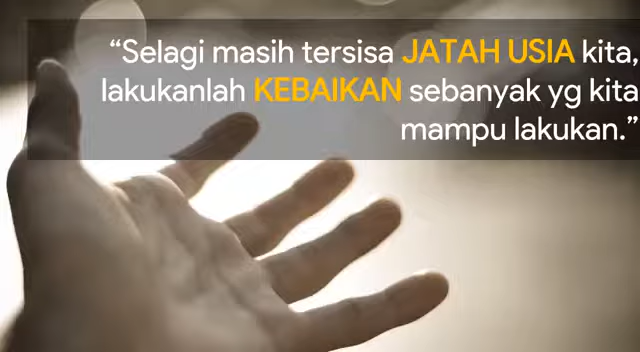 “Selagi masih tersisa JATAH USIA kita,
lakukanlah KEBAIKAN sebanyak yg kita
mampu lakukan.”